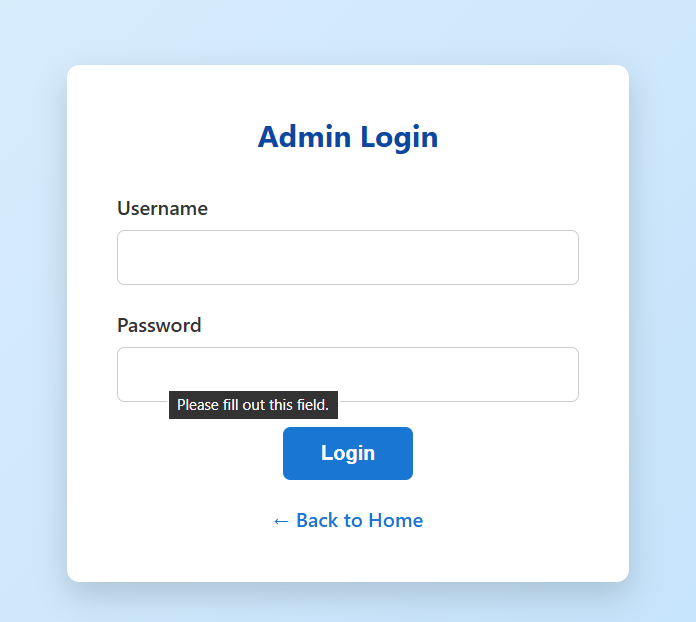 Admin Login
Username
Password
Please fill out this field.
Login
← Back to Home